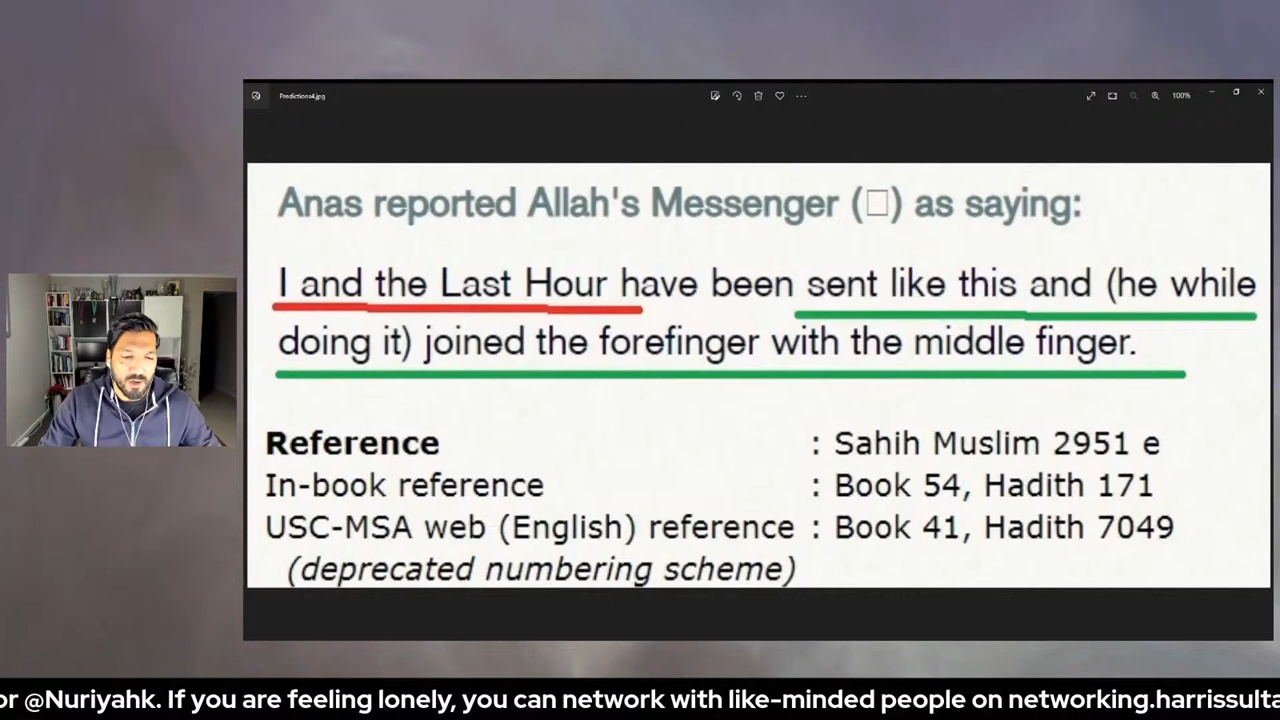 Predictions4.jpg
100%
Anas reported Allah's Messenger (□) as saying:
I and the Last Hour have been sent like this and (he while
doing it) joined the forefinger with the middle finger.
Reference : Sahih Muslim 2951 e
In-book reference : Book 54, Hadith 171
USC-MSA web (English) reference : Book 41, Hadith 7049
(deprecated numbering scheme)
or @Nuriyahk. If you are feeling lonely, you can network with like-minded people on networking.harrissulta